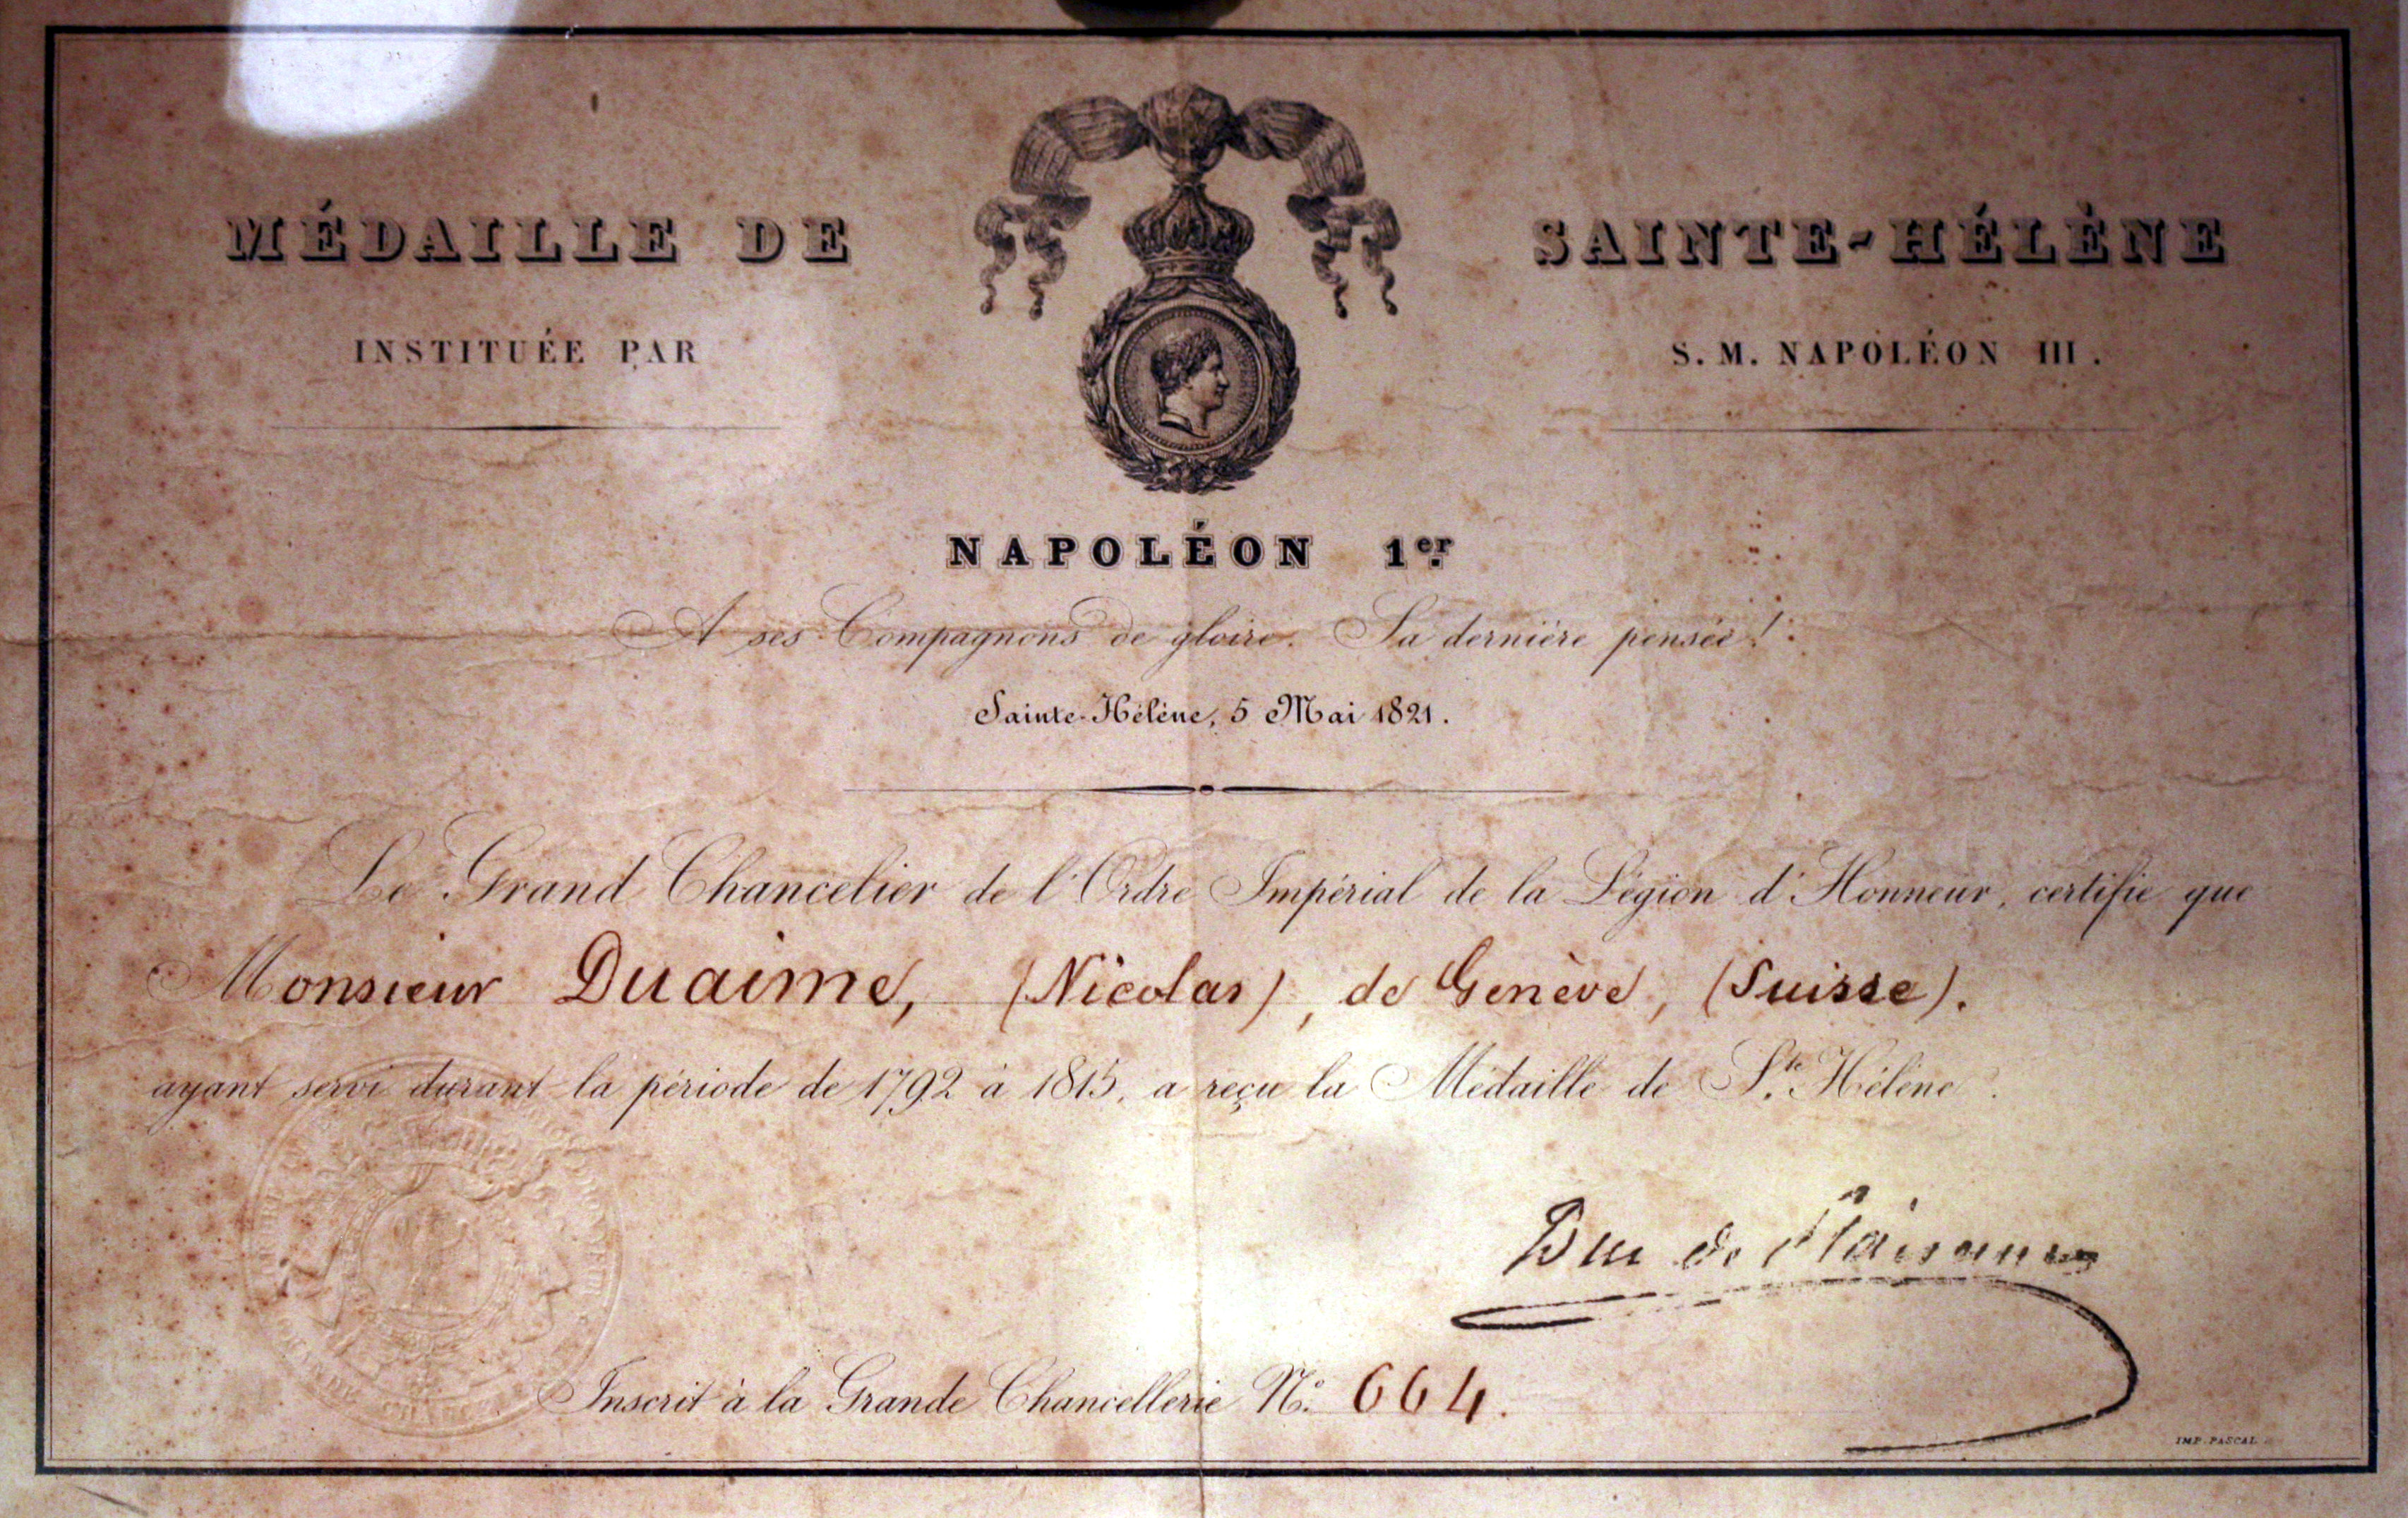 MÉDAILLE DE SAINTE-HÉLÈNE
INSTITUÉE PAR S. M. NAPOLÉON III.
NAPOLÉON 1er
A ses Compagnons de gloire. Sa dernière pensée!
Sainte-Hélène, 5 Mai 1821.
Le Grand Chancelier de l'Ordre Impérial de la Légion d'Honneur, certifie que
Monsieur Duaime, (Nicolas), de Genève, (Suisse).
ayant servi durant la période de 1792 à 1815, a reçu la Médaille de Ste. Hélène.
Duc de Plaisance
Inscrit à la Grande Chancellerie No. 664.
IMP. PASCAL